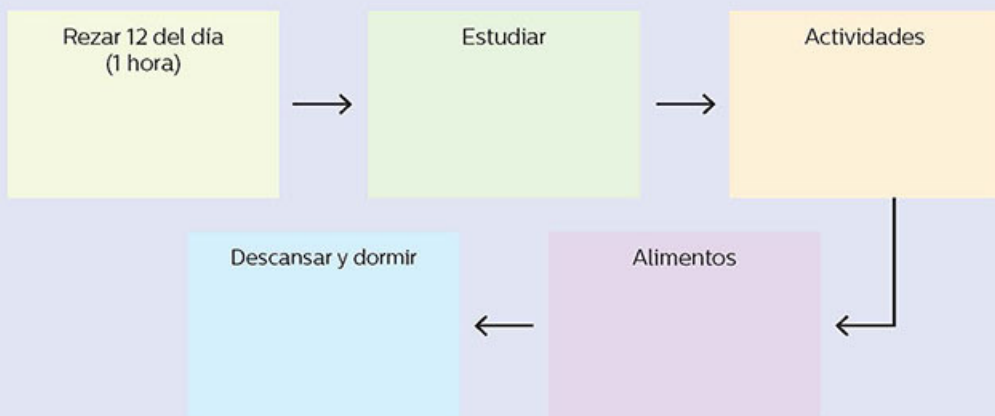 Rezar 12 del día
(1 hora)
Estudiar
Actividades
Alimentos
Descansar y dormir